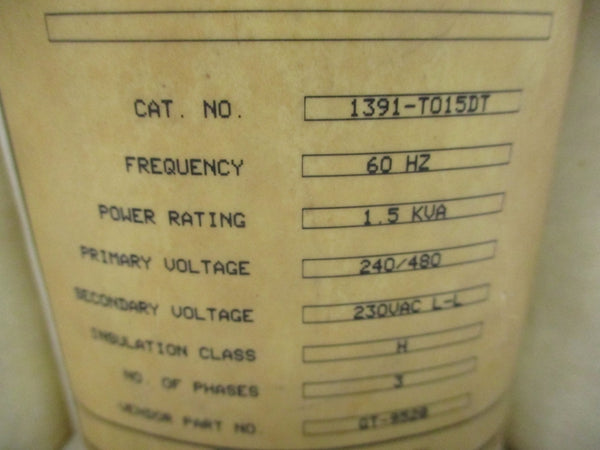 CAT. NO. 1391-T015DT
FREQUENCY 60 HZ
POWER RATING 1.5 KVA
PRIMARY VOLTAGE 240/480
SECONDARY VOLTAGE 230VAC L-L
INSULATION CLASS H
NO. OF PHASES 3
VENSOR PART NO.